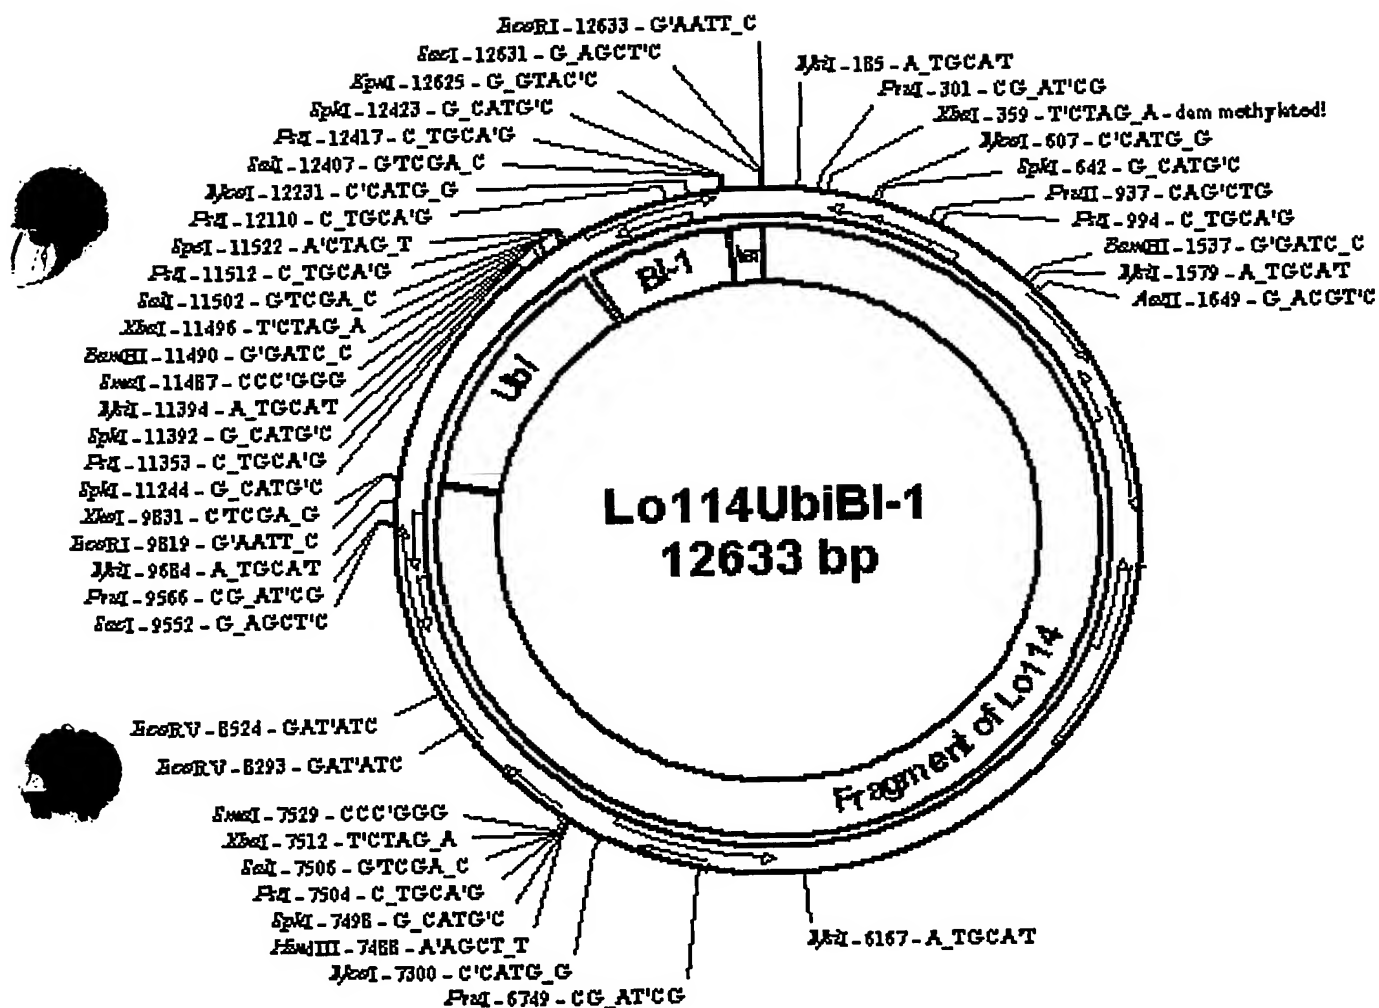 EcoRI-12633 - G'AATT_C
SacI-12631 - G_AGCT'C
KpnI-12625 - G_GTAC'C
SphI-12423 - G_CATG'C
PstI-12417 - C_TGCA'G
SalI-12407 - G'TCGA_C
NcoI-12231 - C'CATG_G
PstI-12110 - C_TGCA'G
SpeI-11522 - A'CTAG_T
PstI-11512 - C_TGCA'G
SalI-11502 - G'TCGA_C
XbaI-11496 - T'CTAG_A
BamHI-11490 - G'GATC_C
SmaI-11487 - CCC'GGG
NsiI-11394 - A_TGCA'T
SphI-11392 - G_CATG'C
PstI-11353 - C_TGCA'G
SphI-11244 - G_CATG'C
XhoI-9831 - C'TCGA_G
EcoRI-9819 - G'AATT_C
NsiI-9684 - A_TGCA'T
PvuI-9566 - CG_AT'CG
SacI-9552 - G_AGCT'C
EcoRV-8524 - GAT'ATC
EcoRV-8293 - GAT'ATC
SmaI-7529 - CCC'GGG
XbaI-7512 - T'CTAG_A
SalI-7506 - G'TCGA_C
PstI-7504 - C_TGCA'G
SphI-7498 - G_CATG'C
HindIII-7488 - A'AGCT_T
NcoI-7300 - C'CATG_G
PvuI-6749 - CG_AT'CG
NsiI-185 - A_TGCA'T
PvuI-301 - CG_AT'CG
XbaI-359 - T'CTAG_A - dam methylated!
NcoI-607 - C'CATG_G
SphI-642 - G_CATG'C
PvuII-937 - CAG'CTG
PstI-994 - C_TGCA'G
BamHI-1537 - G'GATC_C
NsiI-1579 - A_TGCA'T
AatII-1649 - G_ACGT'C
NsiI-6167 - A_TGCA'T
Ubi
BI-1
Lo114UbiBI-1
12633 bp
Fragment of Lo114